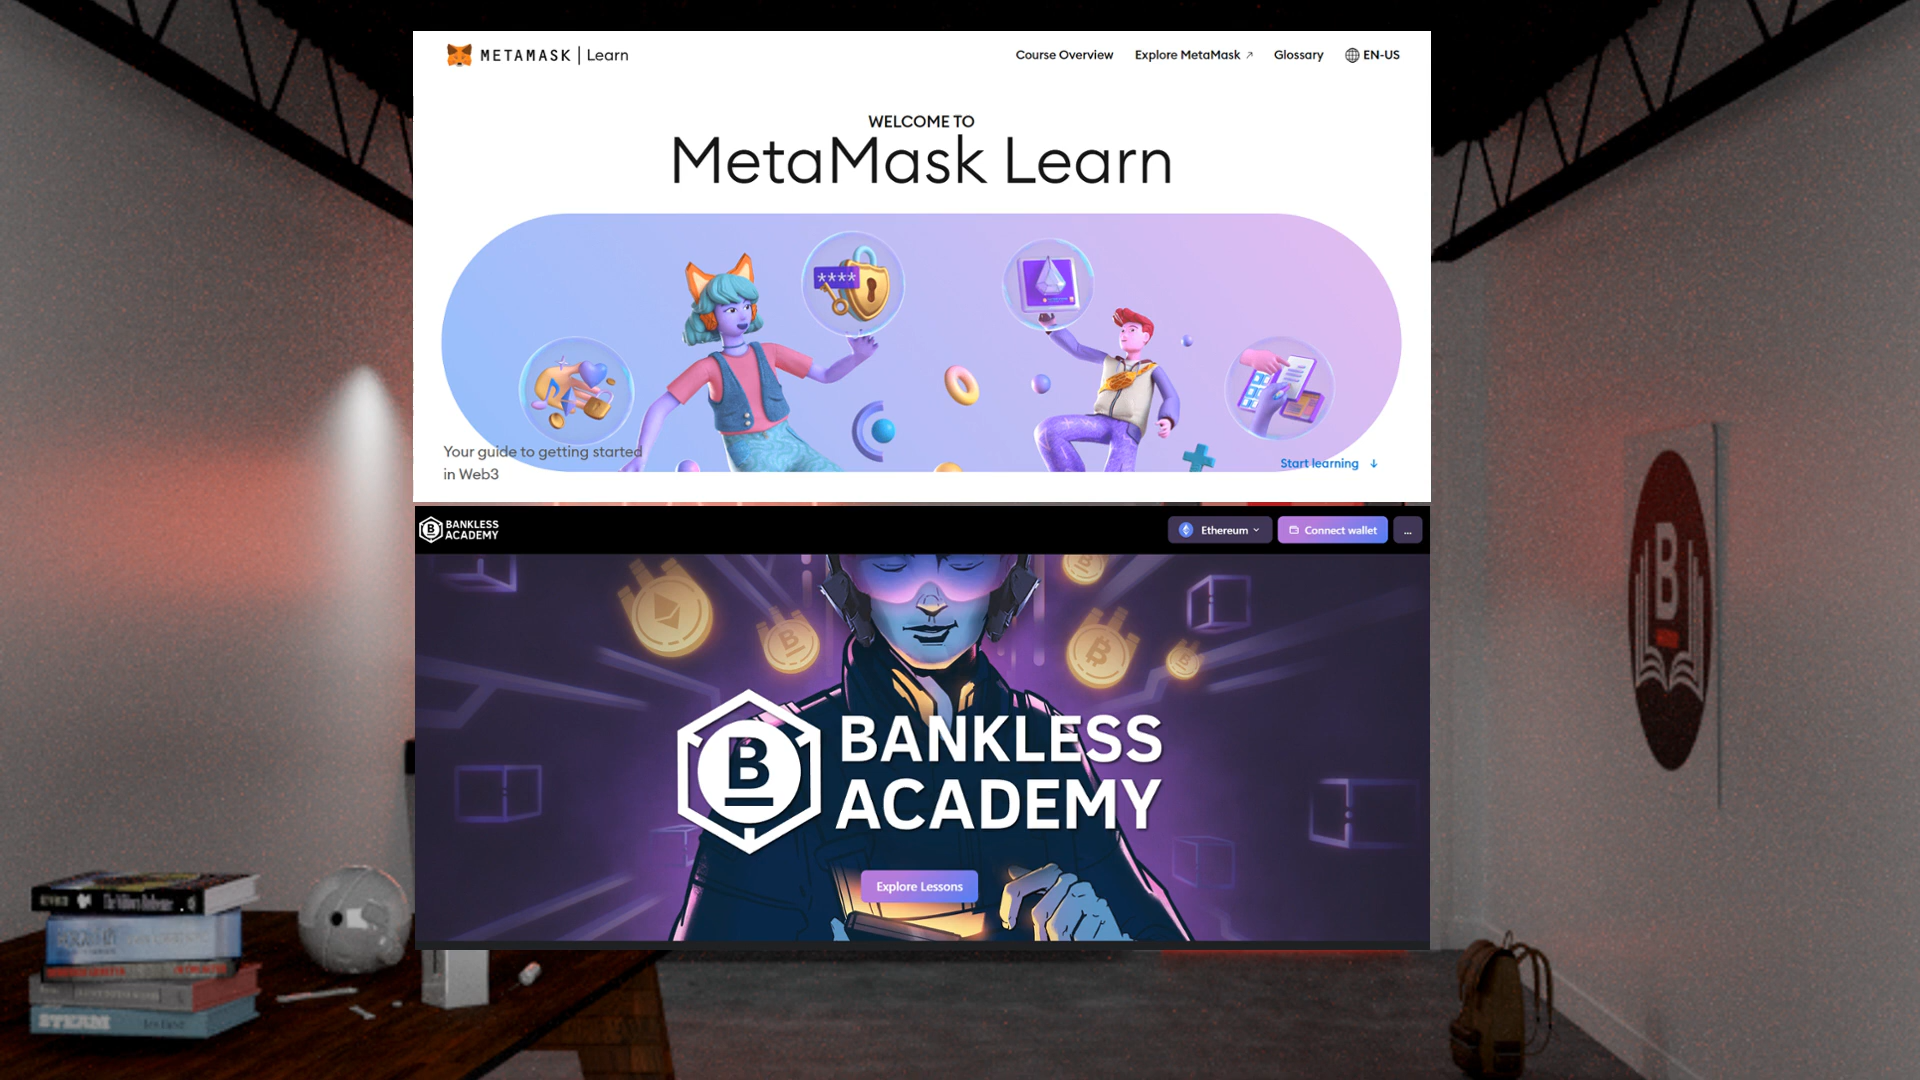 METAMASK | Learn
Course Overview
Explore MetaMask ↗
Glossary
EN-US
WELCOME TO
MetaMask Learn
****
Your guide to getting started
in Web3
Start learning ↓
BANKLESS
ACADEMY
Ethereum
Connect wallet
...
B
BANKLESS
ACADEMY
Explore Lessons
B
STEAM